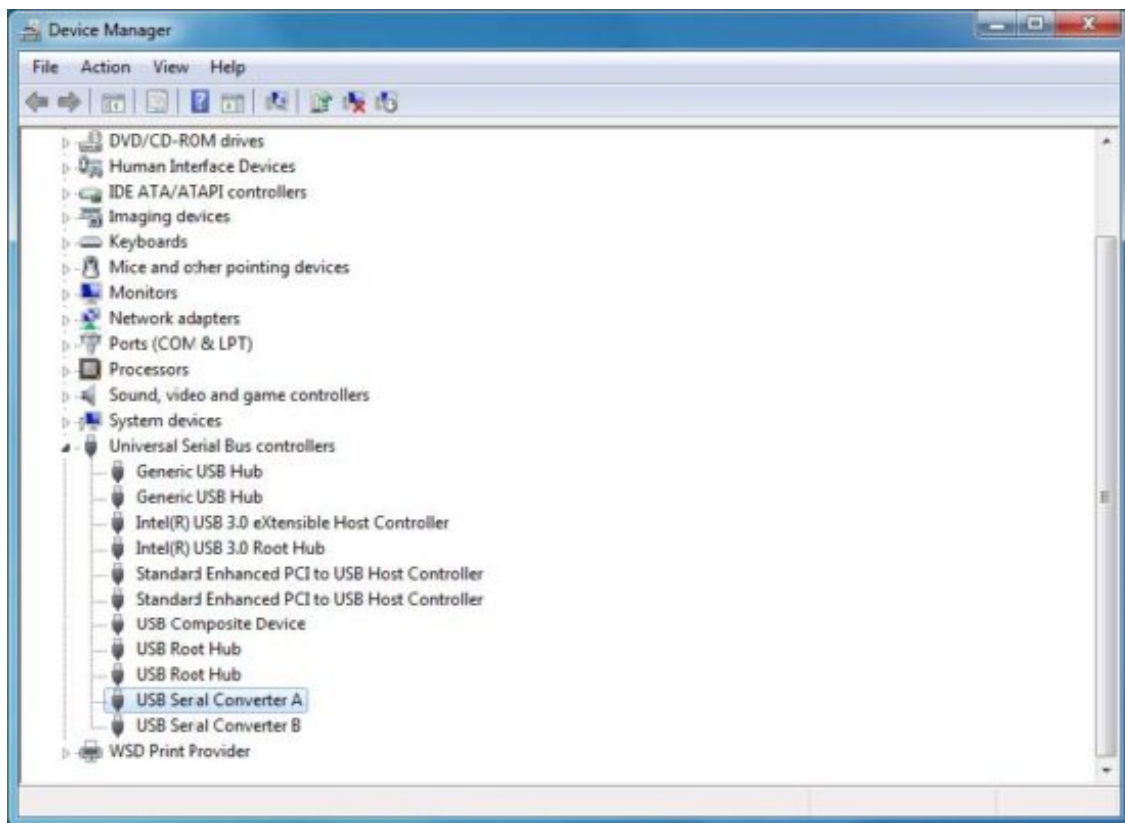 Device Manager
File Action View Help
DVD/CD-ROM drives
Human Interface Devices
IDE ATA/ATAPI controllers
Imaging devices
Keyboards
Mice and other pointing devices
Monitors
Network adapters
Ports (COM & LPT)
Processors
Sound, video and game controllers
System devices
Universal Serial Bus controllers
Generic USB Hub
Generic USB Hub
Intel(R) USB 3.0 eXtensible Host Controller
Intel(R) USB 3.0 Root Hub
Standard Enhanced PCI to USB Host Controller
Standard Enhanced PCI to USB Host Controller
USB Composite Device
USB Root Hub
USB Root Hub
USB Serial Converter A
USB Serial Converter B
WSD Print Provider